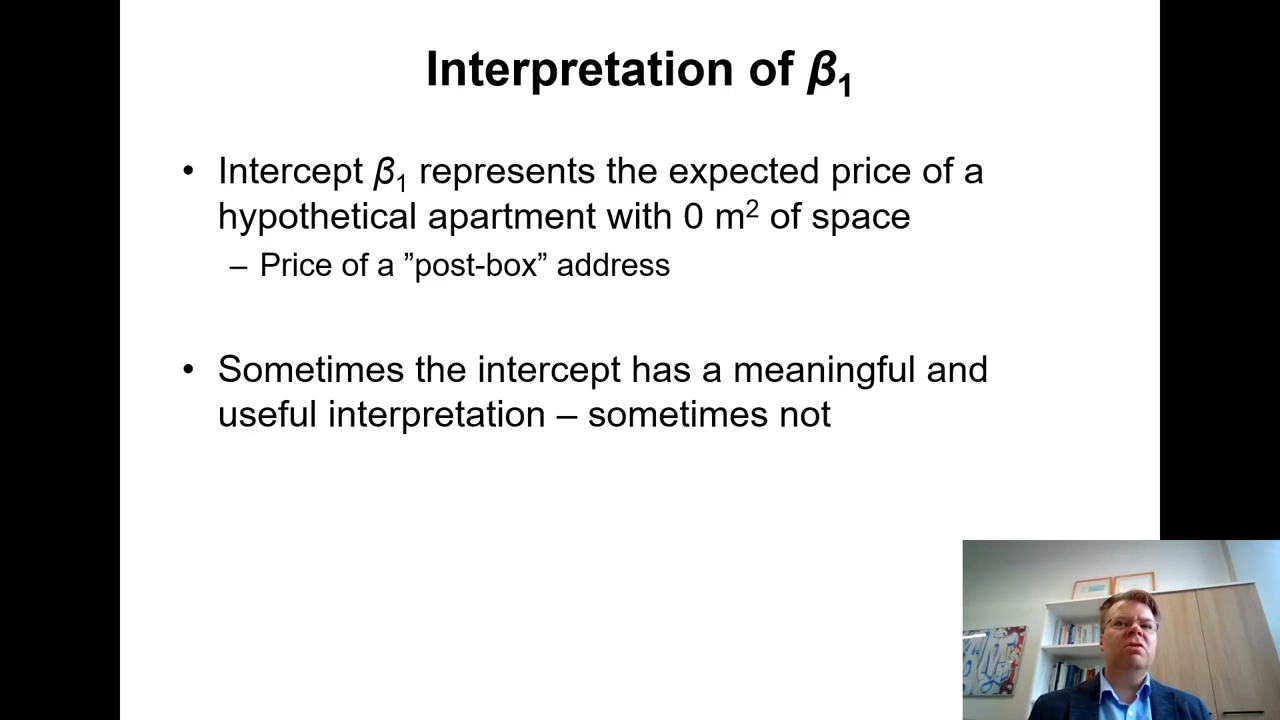 Interpretation of β₁
• Intercept β₁ represents the expected price of a
hypothetical apartment with 0 m² of space
– Price of a ”post-box” address
• Sometimes the intercept has a meaningful and
useful interpretation – sometimes not